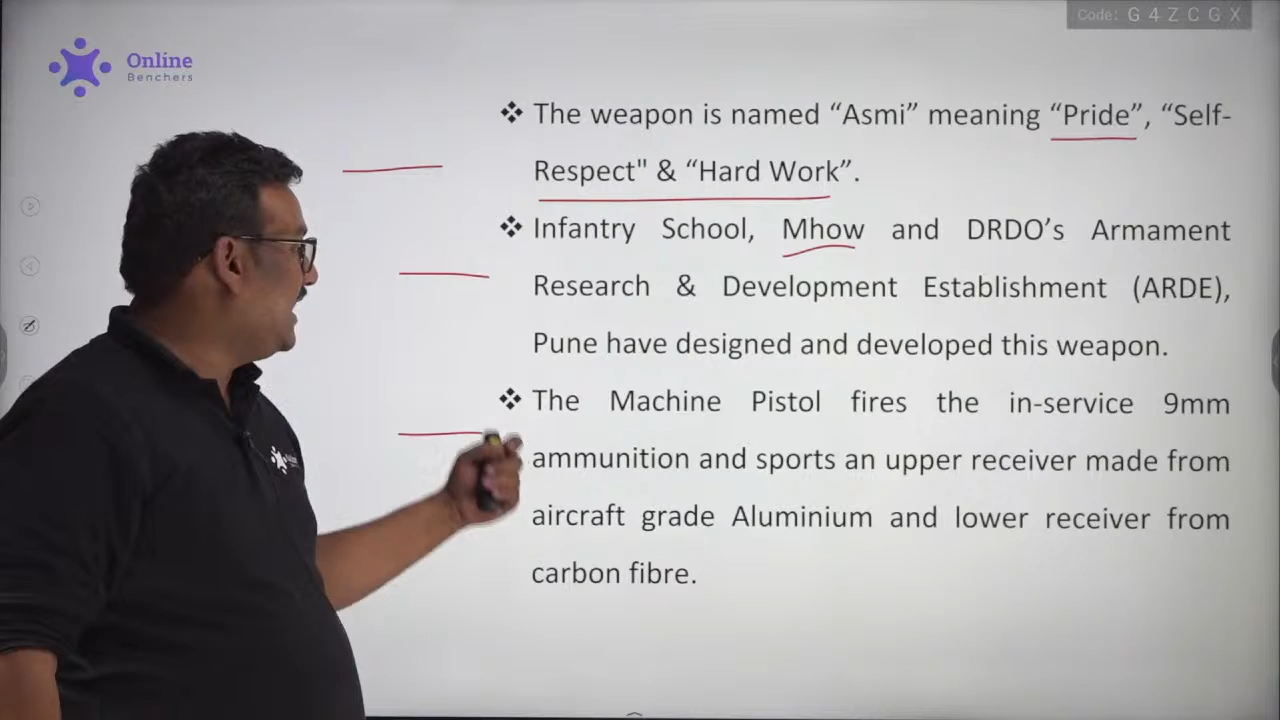 Code: G4ZCGX
Online
Benchers
❖ The weapon is named “Asmi” meaning “Pride”, “Self-
Respect" & “Hard Work”.
❖ Infantry School, Mhow and DRDO’s Armament
Research & Development Establishment (ARDE),
Pune have designed and developed this weapon.
❖ The Machine Pistol fires the in-service 9mm
ammunition and sports an upper receiver made from
aircraft grade Aluminium and lower receiver from
carbon fibre.